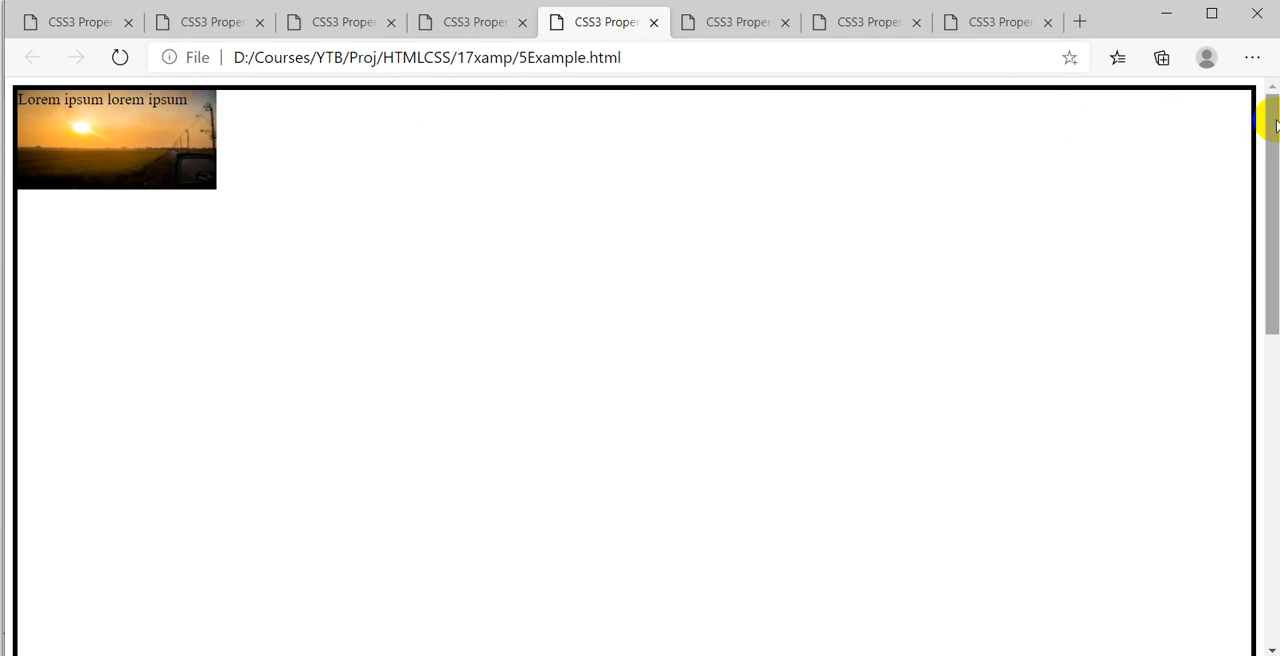 CSS3 Proper CSS3 Proper CSS3 Proper CSS3 Proper CSS3 Proper CSS3 Proper CSS3 Proper CSS3 Proper
File D:/Courses/YTB/Proj/HTMLCSS/17xamp/5Example.html
Lorem ipsum lorem ipsum